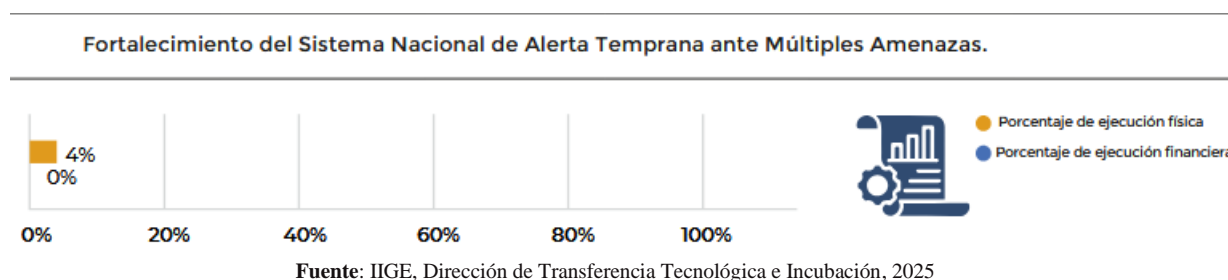 Fortalecimiento del Sistema Nacional de Alerta Temprana ante Múltiples Amenazas.
4%
0%
0% 20% 40% 60% 80% 100%
Porcentaje de ejecución física
Porcentaje de ejecución financiera
Fuente: IIGE, Dirección de Transferencia Tecnológica e Incubación, 2025